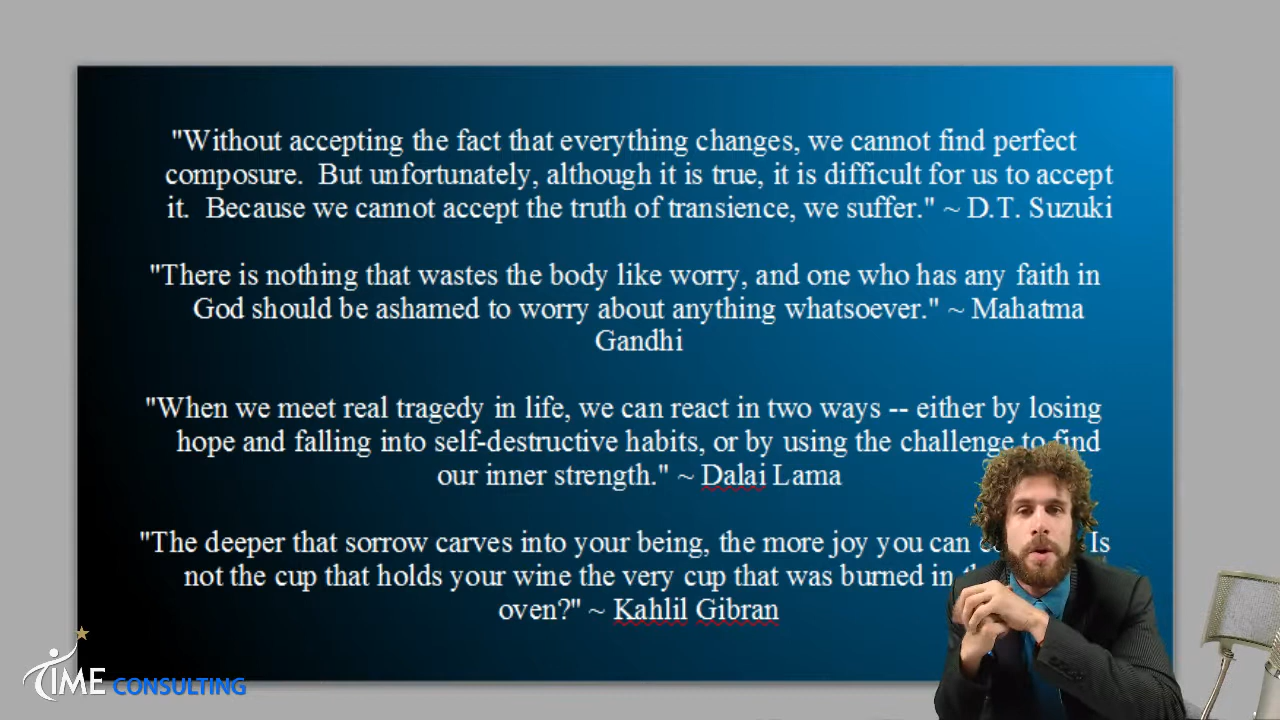 "Without accepting the fact that everything changes, we cannot find perfect
composure.  But unfortunately, although it is true, it is difficult for us to accept
it.  Because we cannot accept the truth of transience, we suffer." ~ D.T. Suzuki
"There is nothing that wastes the body like worry, and one who has any faith in
God should be ashamed to worry about anything whatsoever." ~ Mahatma
Gandhi
"When we meet real tragedy in life, we can react in two ways -- either by losing
hope and falling into self-destructive habits, or by using the challenge to find
our inner strength." ~ Dalai Lama
"The deeper that sorrow carves into your being, the more joy you can Is
not the cup that holds your wine the very cup that was burned in
oven?" ~ Kahlil Gibran
TIME CONSULTING